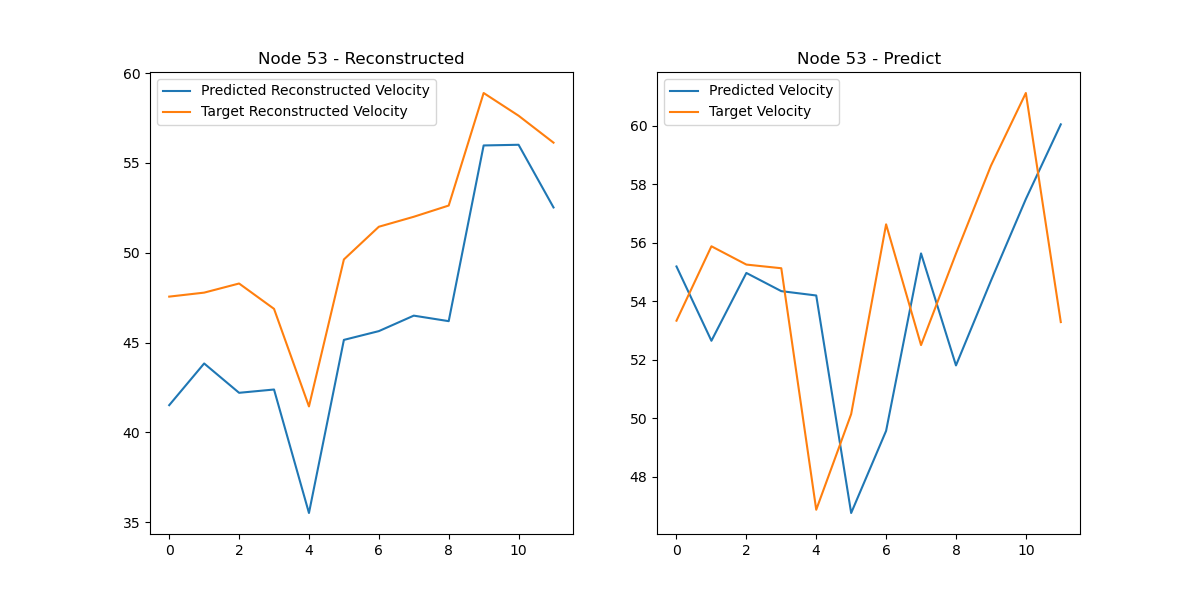 Node 53 - Reconstructed
Predicted Reconstructed Velocity
Target Reconstructed Velocity
60
55
50
45
40
35
0 2 4 6 8 10
Node 53 - Predict
Predicted Velocity
Target Velocity
60
58
56
54
52
50
48
0 2 4 6 8 10